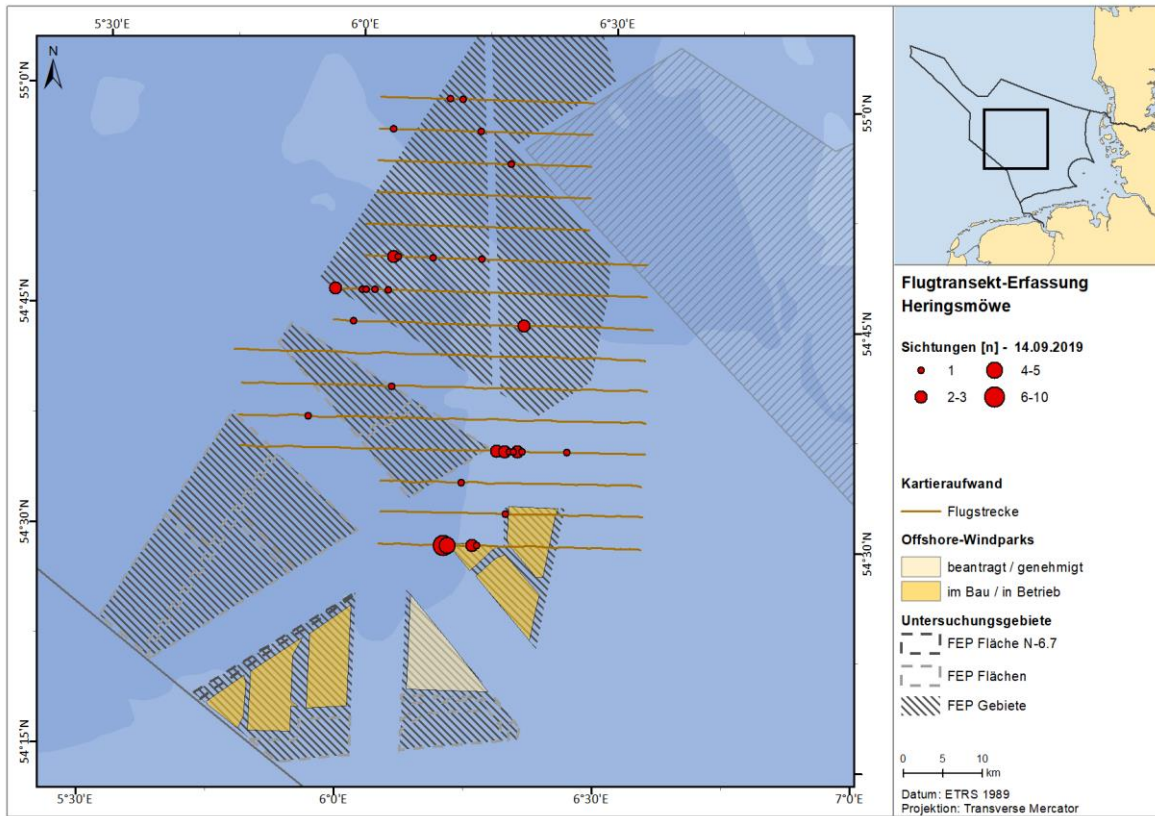 5°30'E
6°0'E
6°30'E
N
55°0'N
55°0'N
54°45'N
54°45'N
54°30'N
54°30'N
54°15'N
5°30'E
6°0'E
6°30'E
7°0'E
Flugtransekt-Erfassung
Heringsmöwe
Sichtungen [n] - 14.09.2019
1
4-5
2-3
6-10
Kartieraufwand
Flugstrecke
Offshore-Windparks
beantragt / genehmigt
im Bau / in Betrieb
Untersuchungsgebiete
FEP Fläche N-6.7
FEP Flächen
FEP Gebiete
0 5 10
km
Datum: ETRS 1989
Projektion: Transverse Mercator